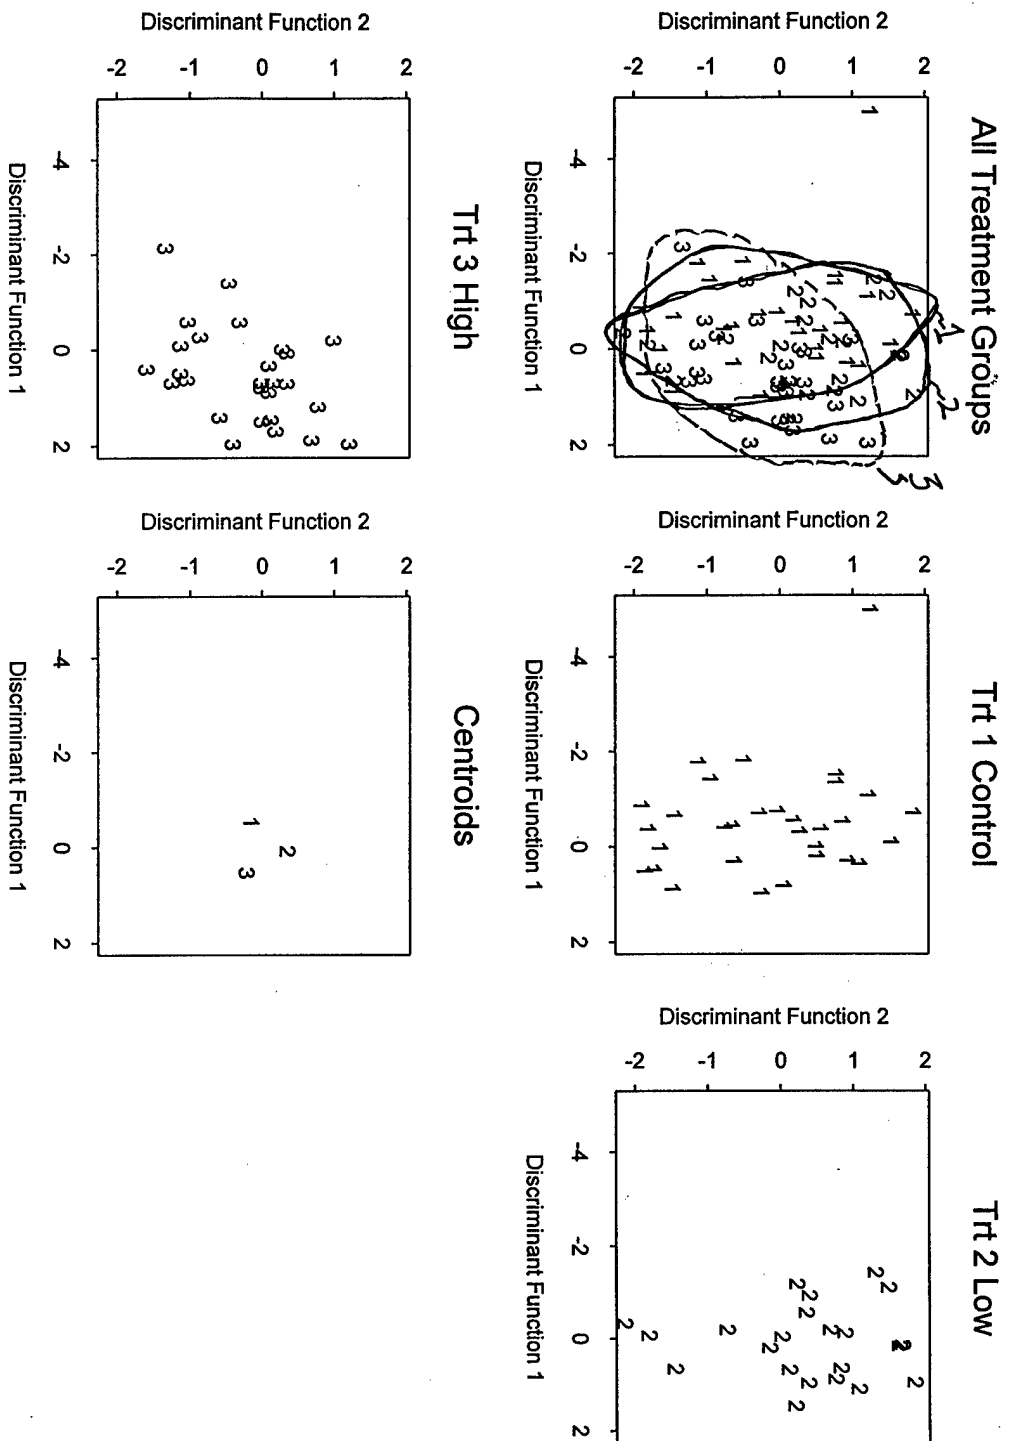 All Treatment Groups
Discriminant Function 2
-2 -1 0 1 2
-4 -2 0 2
Discriminant Function 1
1
2
3
Trt 1 Control
Discriminant Function 2
-2 -1 0 1 2
-4 -2 0 2
Discriminant Function 1
Trt 2 Low
Discriminant Function 2
-2 -1 0 1 2
-4 -2 0 2
Discriminant Function 1
Trt 3 High
Discriminant Function 2
-2 -1 0 1 2
-4 -2 0 2
Discriminant Function 1
Centroids
Discriminant Function 2
-2 -1 0 1 2
-4 -2 0 2
Discriminant Function 1
1
2
3